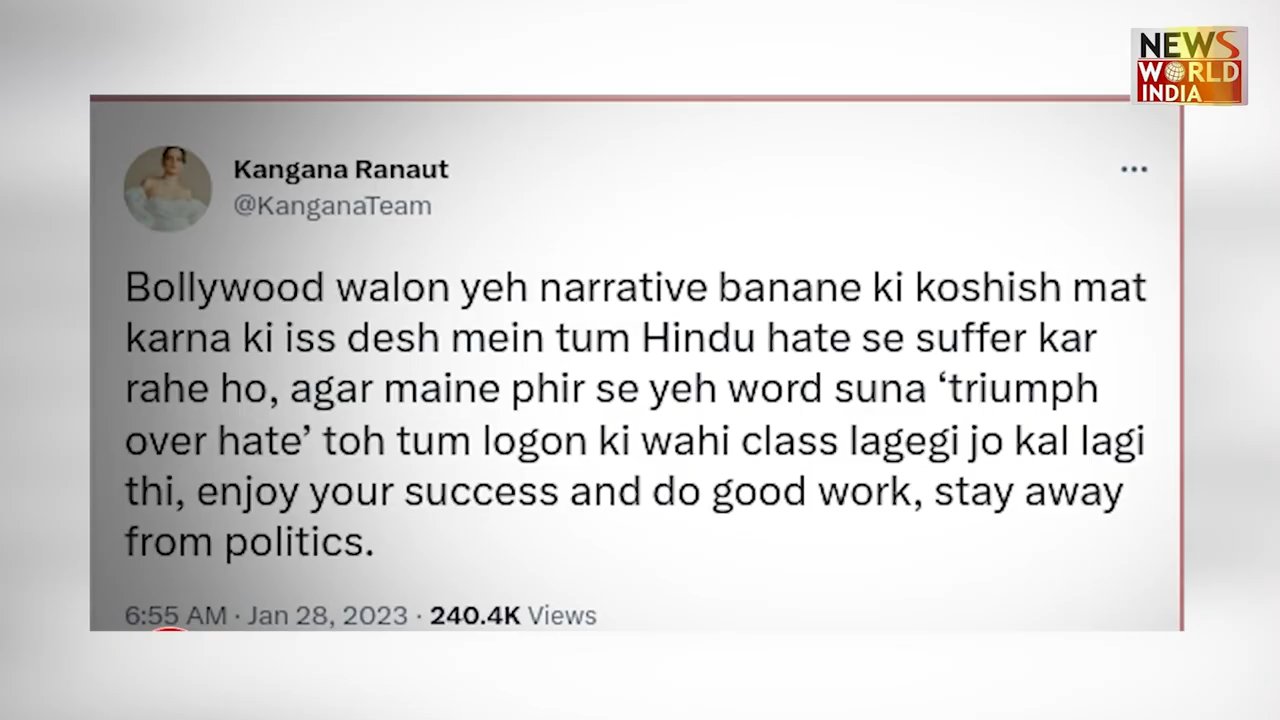 NEWS
WORLD
INDIA
Kangana Ranaut
@KanganaTeam
Bollywood walon yeh narrative banane ki koshish mat
karna ki iss desh mein tum Hindu hate se suffer kar
rahe ho, agar maine phir se yeh word suna ‘triumph
over hate’ toh tum logon ki wahi class lagegi jo kal lagi
thi, enjoy your success and do good work, stay away
from politics.
6:55 AM · Jan 28, 2023 · 240.4K Views